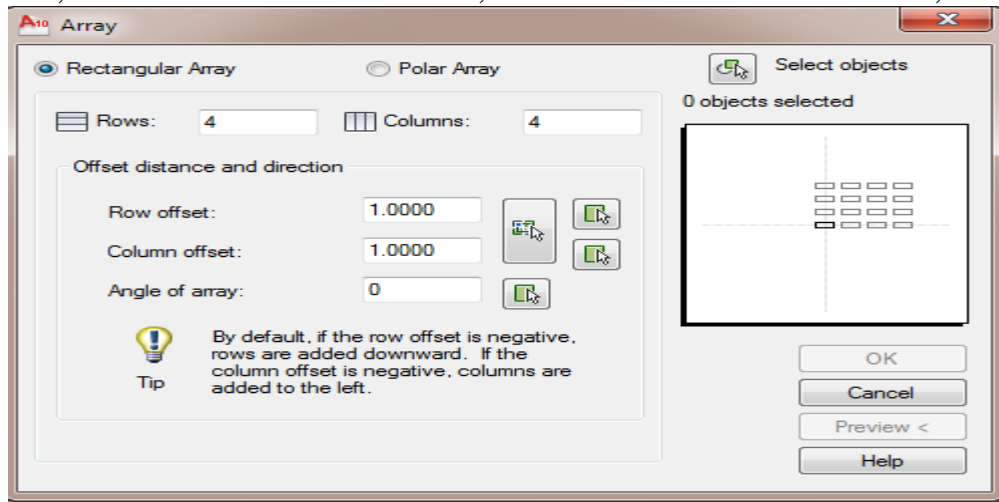 A10 Array
Rectangular Array
Polar Array
Select objects
0 objects selected
Rows: 4
Columns: 4
Offset distance and direction
Row offset: 1.0000
Column offset: 1.0000
Angle of array: 0
By default, if the row offset is negative,
rows are added downward. If the
column offset is negative, columns are
added to the left.
Tip
OK
Cancel
Preview <
Help